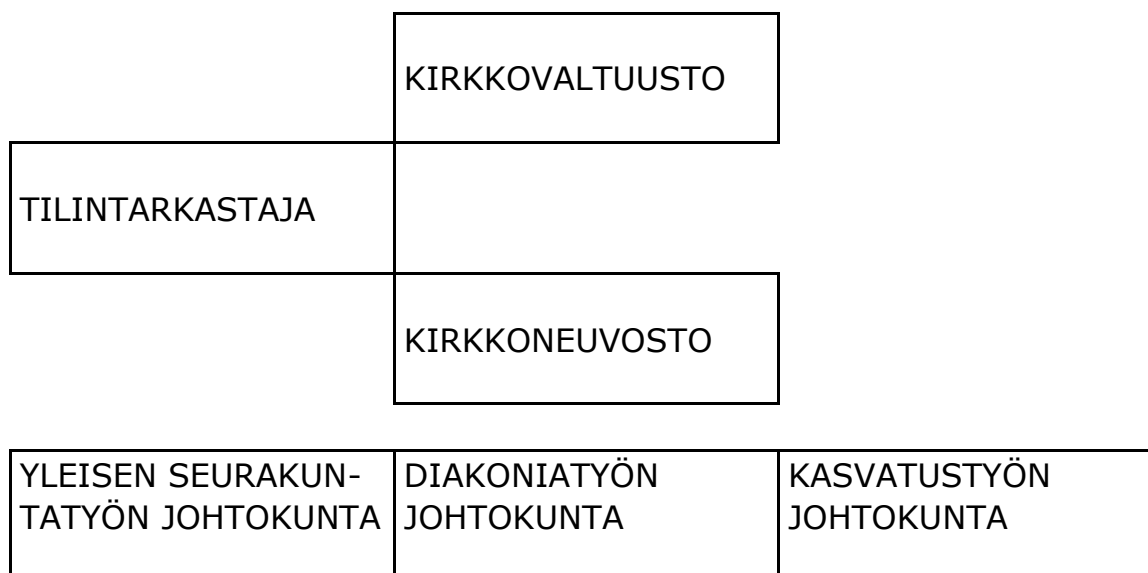 KIRKKOVALTUUSTO
TILINTARKASTAJA
KIRKKONEUVOSTO
YLEISEN SEURAKUN-
TATYÖN JOHTOKUNTA
DIAKONIATYÖN
JOHTOKUNTA
KASVATUSTYÖN
JOHTOKUNTA